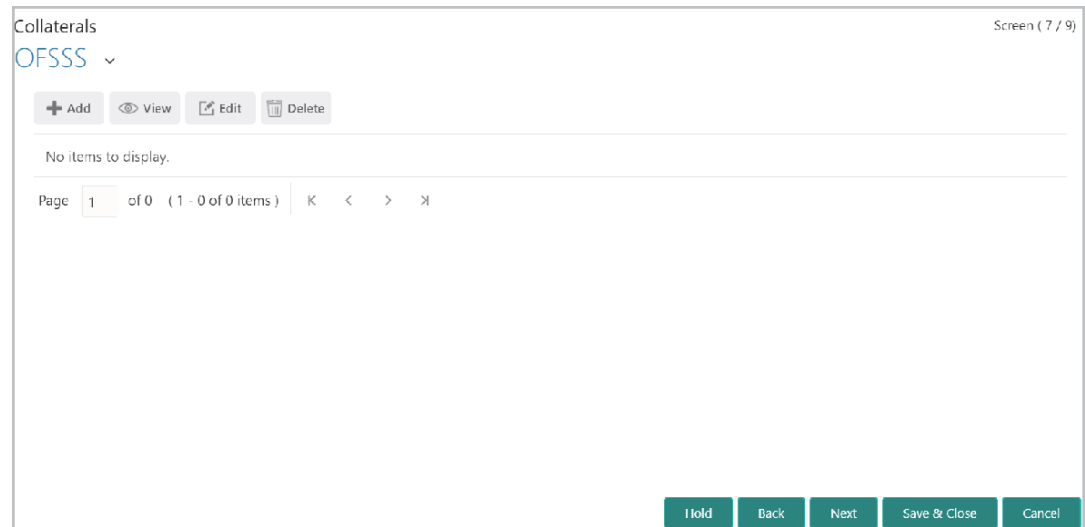 Collaterals
Screen ( 7 / 9)
OFSSS
Add View Edit Delete
No items to display.
Page 1 of 0 ( 1 - 0 of 0 items )
Hold Back Next Save & Close Cancel